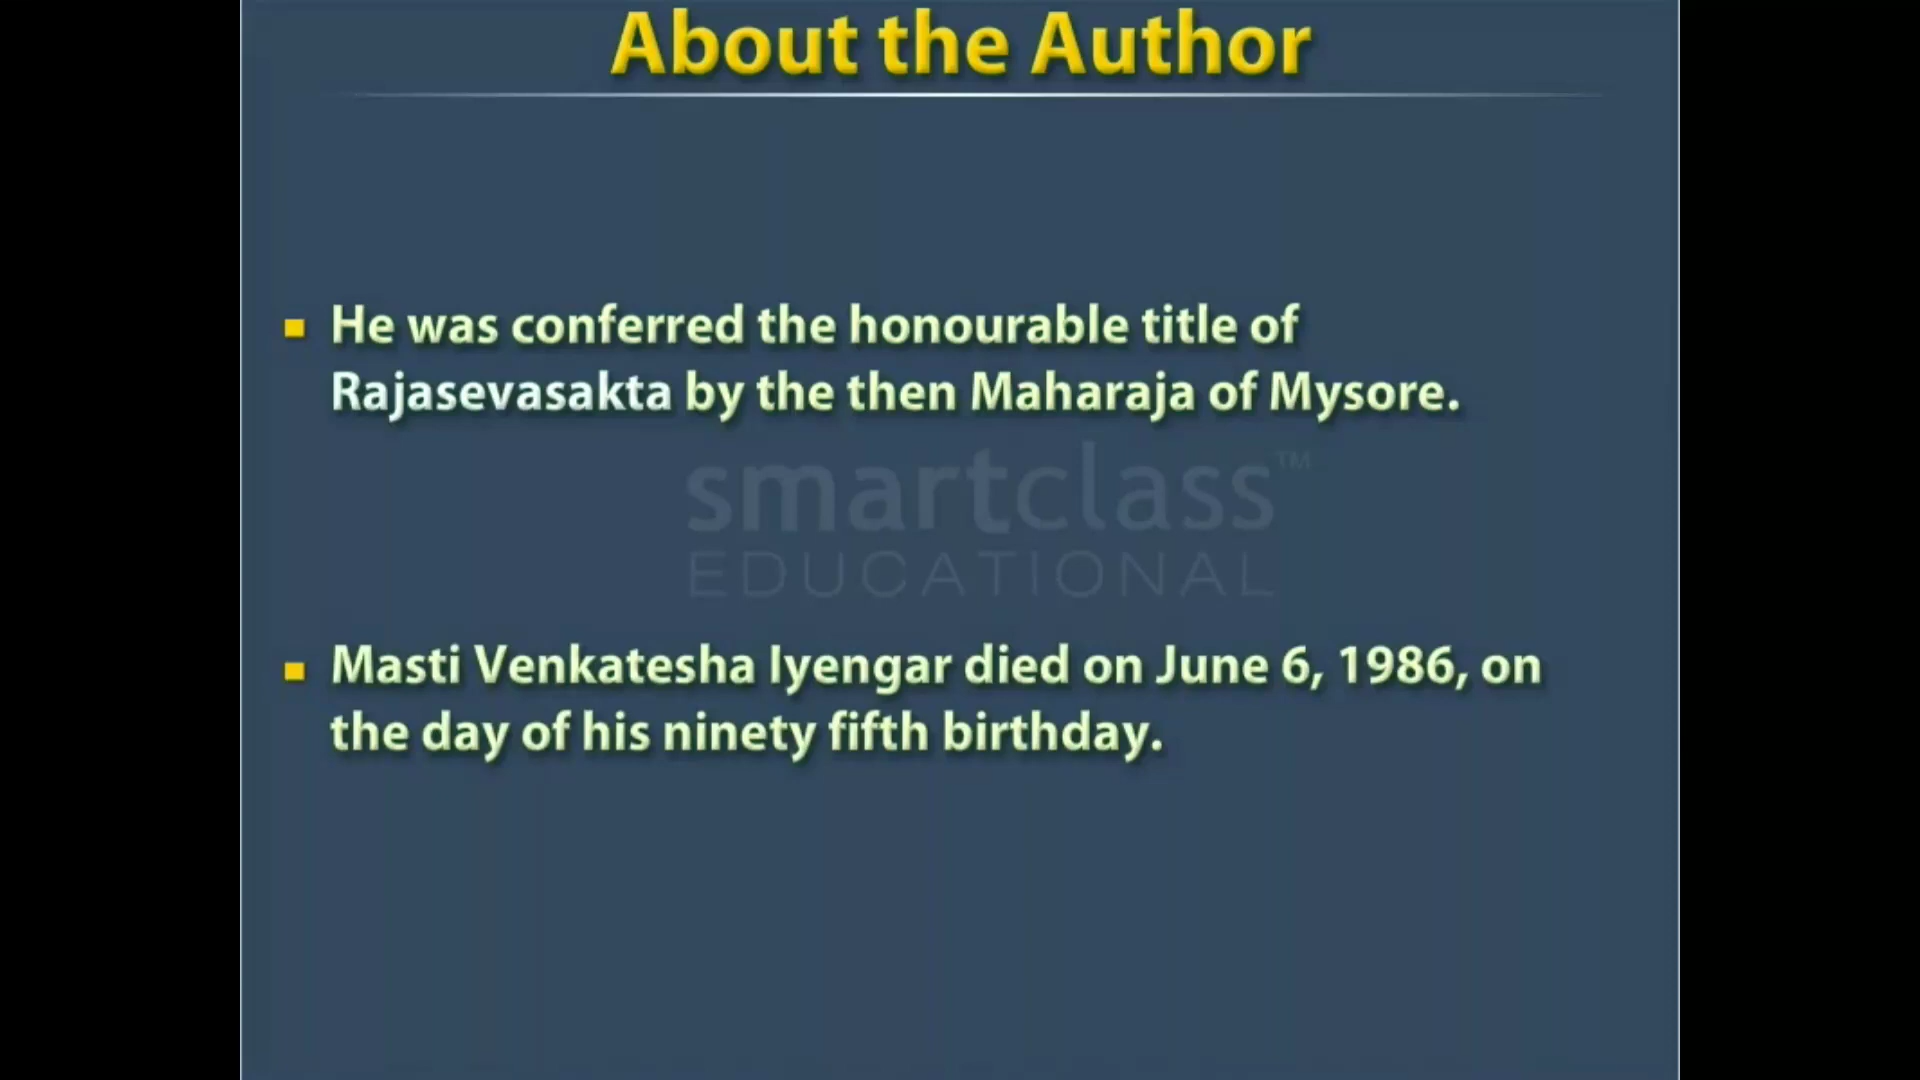 About the Author
He was conferred the honourable title of
Rajasevasakta by the then Maharaja of Mysore.
smartclass™
EDUCATIONAL
Masti Venkatesha Iyengar died on June 6, 1986, on
the day of his ninety fifth birthday.